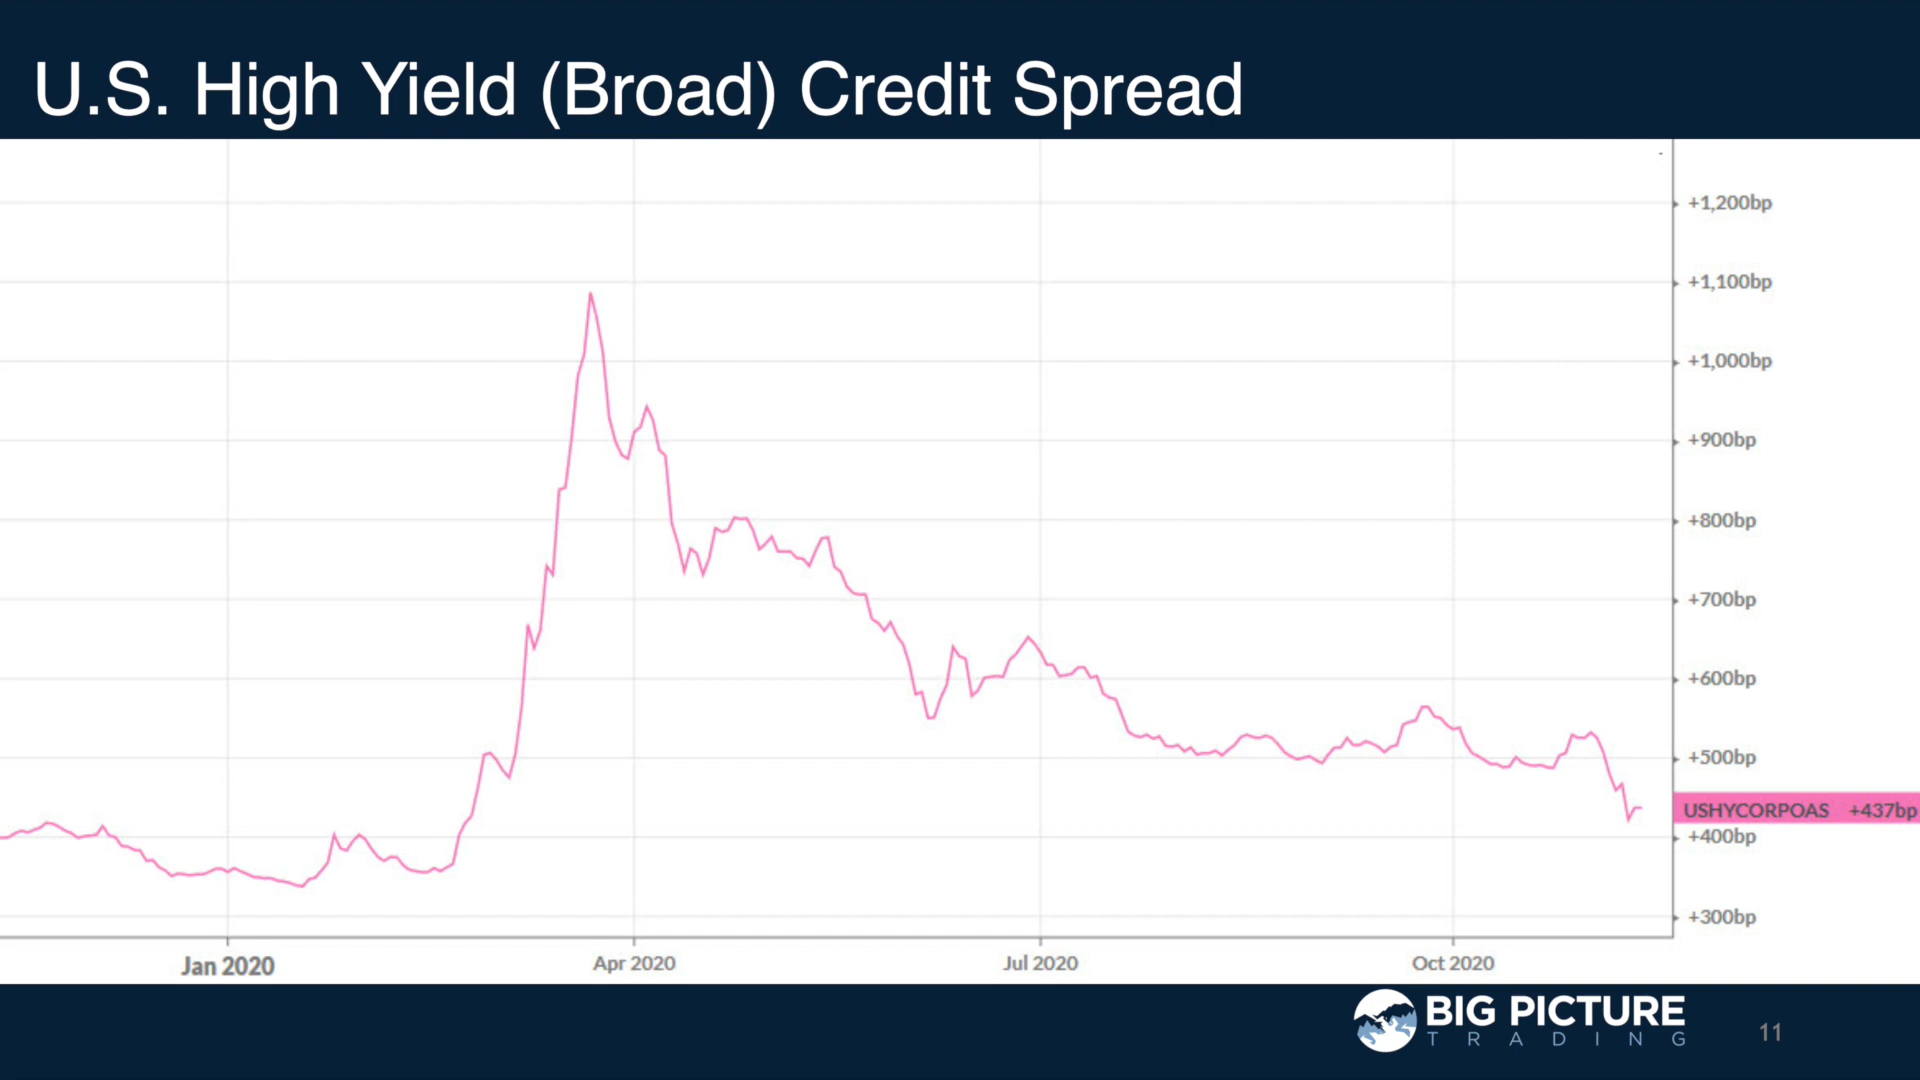 U.S. High Yield (Broad) Credit Spread
+1,200bp
+1,100bp
+1,000bp
+900bp
+800bp
+700bp
+600bp
+500bp
USHYCORPOAS +437bp
+400bp
+300bp
Jan 2020 Apr 2020 Jul 2020 Oct 2020
BIG PICTURE
TRADING
11